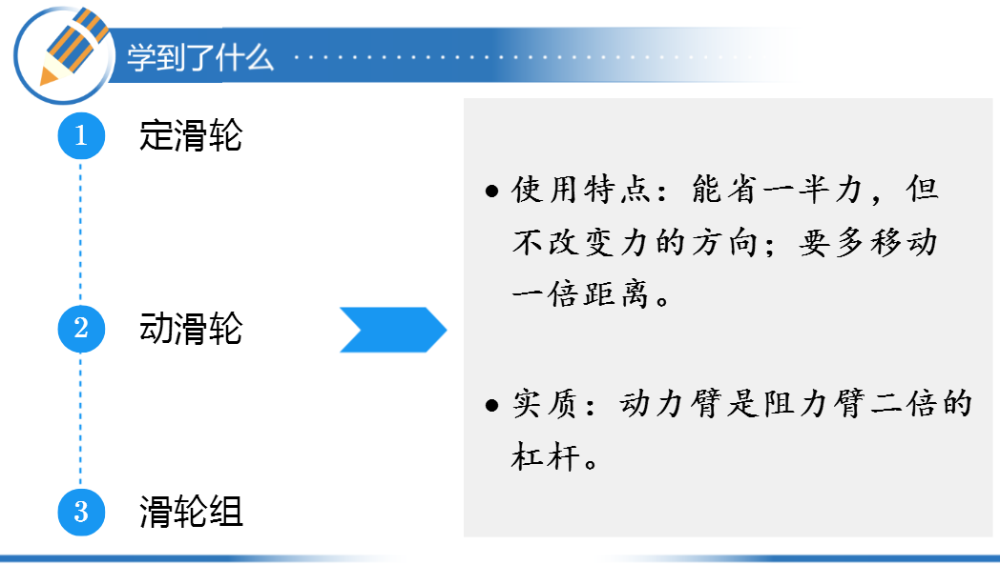 学到了什么
1 定滑轮
2 动滑轮
3 滑轮组
• 使用特点：能省一半力，但
不改变力的方向；要多移动
一倍距离。
• 实质：动力臂是阻力臂二倍的
杠杆。